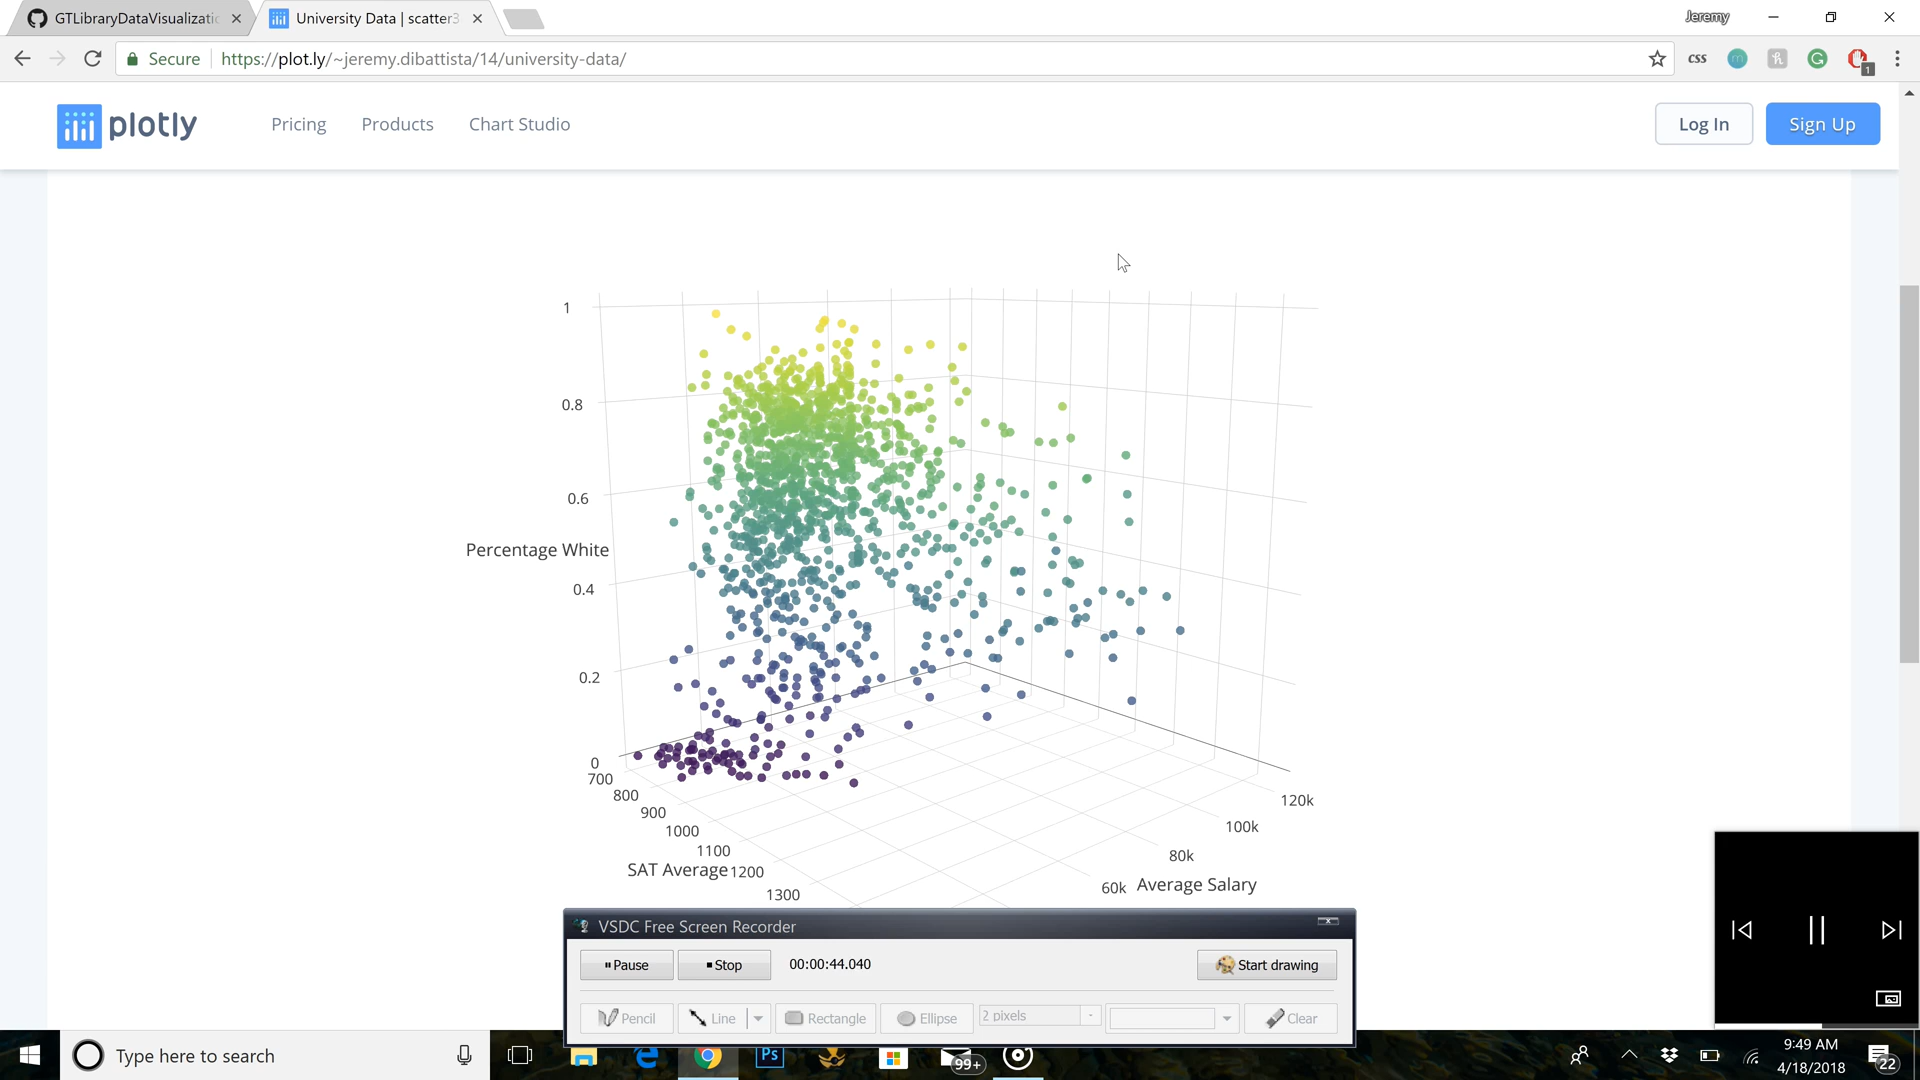 GTLibraryDataVisualizatio
University Data | scatter3
Jeremy
Secure
https://plot.ly/~jeremy.dibattista/14/university-data/
css
m
h
G
1
plotly
Pricing
Products
Chart Studio
Log In
Sign Up
1
0.8
0.6
Percentage White
0.4
0.2
0
700
800
900
1000
1100
SAT Average
1200
1300
120k
100k
80k
60k
Average Salary
VSDC Free Screen Recorder
Pause
Stop
00:00:44.040
Start drawing
Pencil
Line
Rectangle
Ellipse
2 pixels
Clear
Type here to search
Ps
99+
9:49 AM
4/18/2018
22